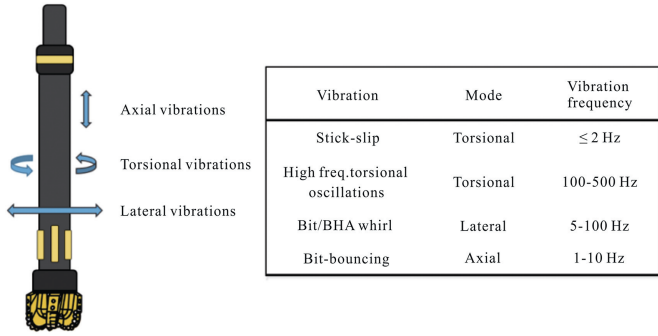 Axial vibrations
Torsional vibrations
Lateral vibrations
Vibration Mode Vibration frequency
Stick-slip Torsional ≤ 2 Hz
High freq.torsional oscillations Torsional 100-500 Hz
Bit/BHA whirl Lateral 5-100 Hz
Bit-bouncing Axial 1-10 Hz